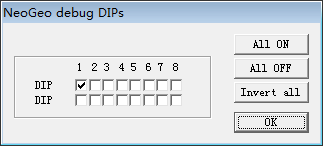 NeoGeo debug DIPs
1 2 3 4 5 6 7 8
DIP
DIP
All ON
All OFF
Invert all
OK